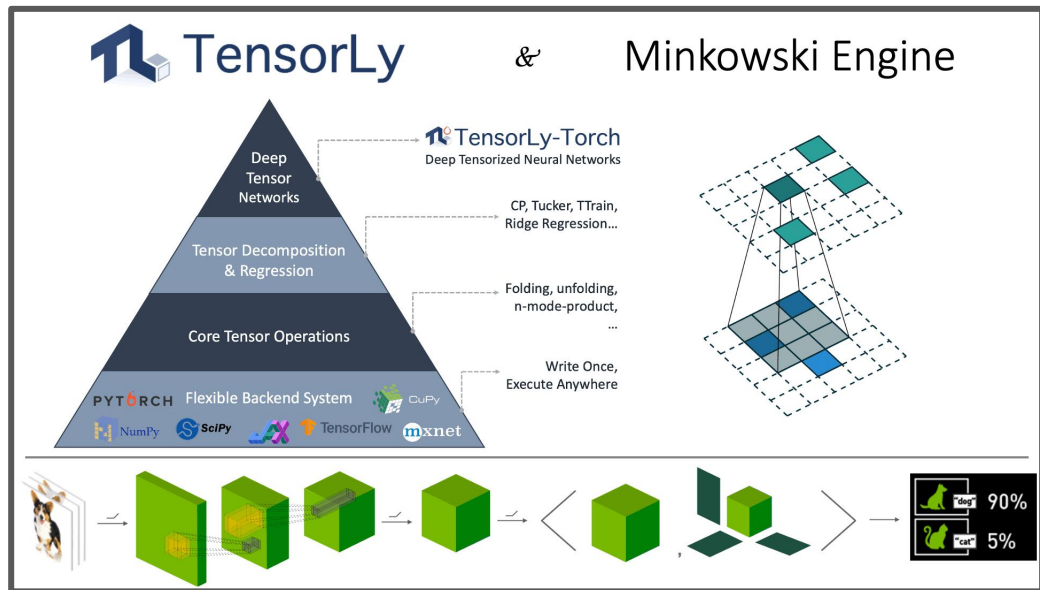 TensorLy & Minkowski Engine
Deep
Tensor
Networks
TensorLy-Torch
Deep Tensorized Neural Networks
Tensor Decomposition
& Regression
CP, Tucker, TTrain,
Ridge Regression...
Core Tensor Operations
Folding, unfolding,
n-mode-product,
...
Flexible Backend System
Write Once,
Execute Anywhere
PYTORCH
CuPy
NumPy
SciPy
JAX
TensorFlow
mxnet
,
"dog" 90%
"cat" 5%